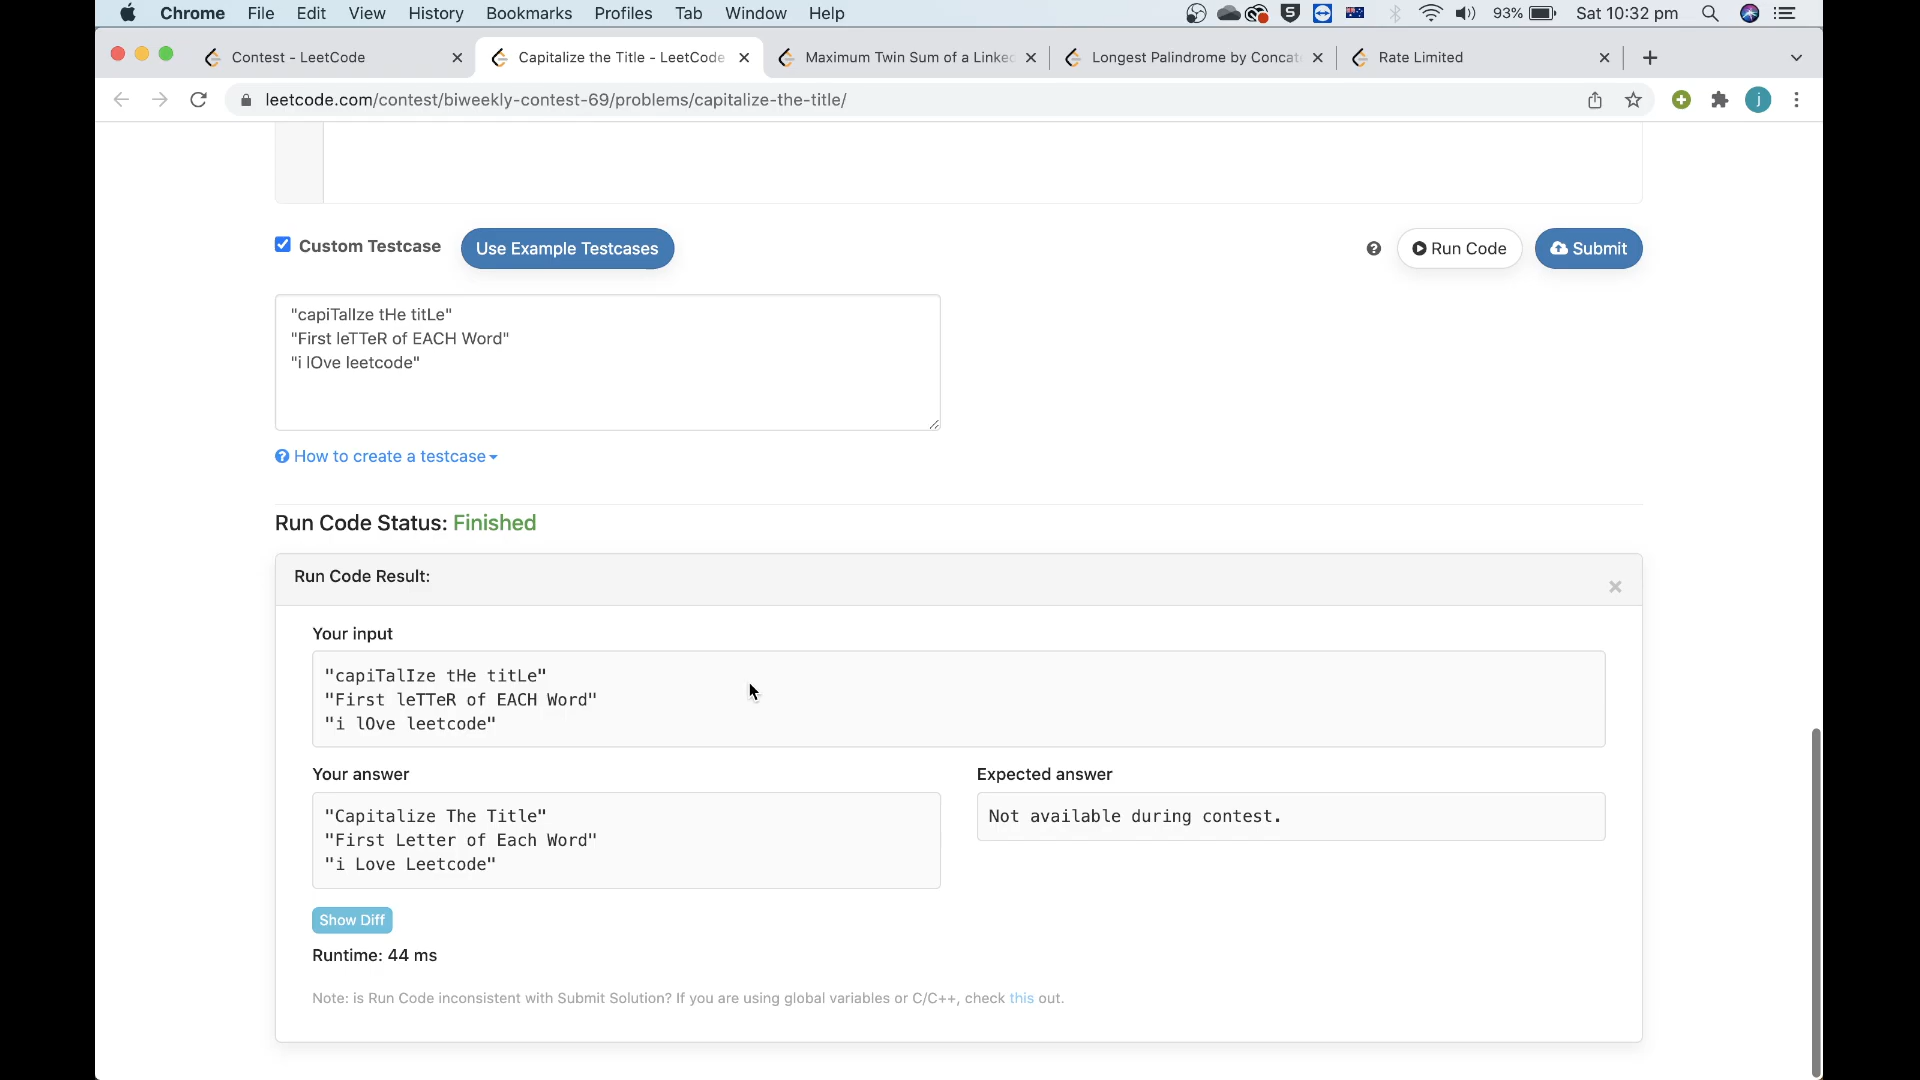 Chrome File Edit View History Bookmarks Profiles Tab Window Help 93% Sat 10:32 pm
Contest - LeetCode
Capitalize the Title - LeetCode
Maximum Twin Sum of a Linked
Longest Palindrome by Concat
Rate Limited
leetcode.com/contest/biweekly-contest-69/problems/capitalize-the-title/
j
Custom Testcase
Use Example Testcases
Run Code
Submit
"capiTalIze tHe titLe"
"First leTTeR of EACH Word"
"i lOve leetcode"
How to create a testcase
Run Code Status: Finished
Run Code Result:
Your input
"capiTalIze tHe titLe"
"First leTTeR of EACH Word"
"i lOve leetcode"
Your answer
Expected answer
"Capitalize The Title"
"First Letter of Each Word"
"i Love Leetcode"
Not available during contest.
Show Diff
Runtime: 44 ms
Note: is Run Code inconsistent with Submit Solution? If you are using global variables or C/C++, check this out.